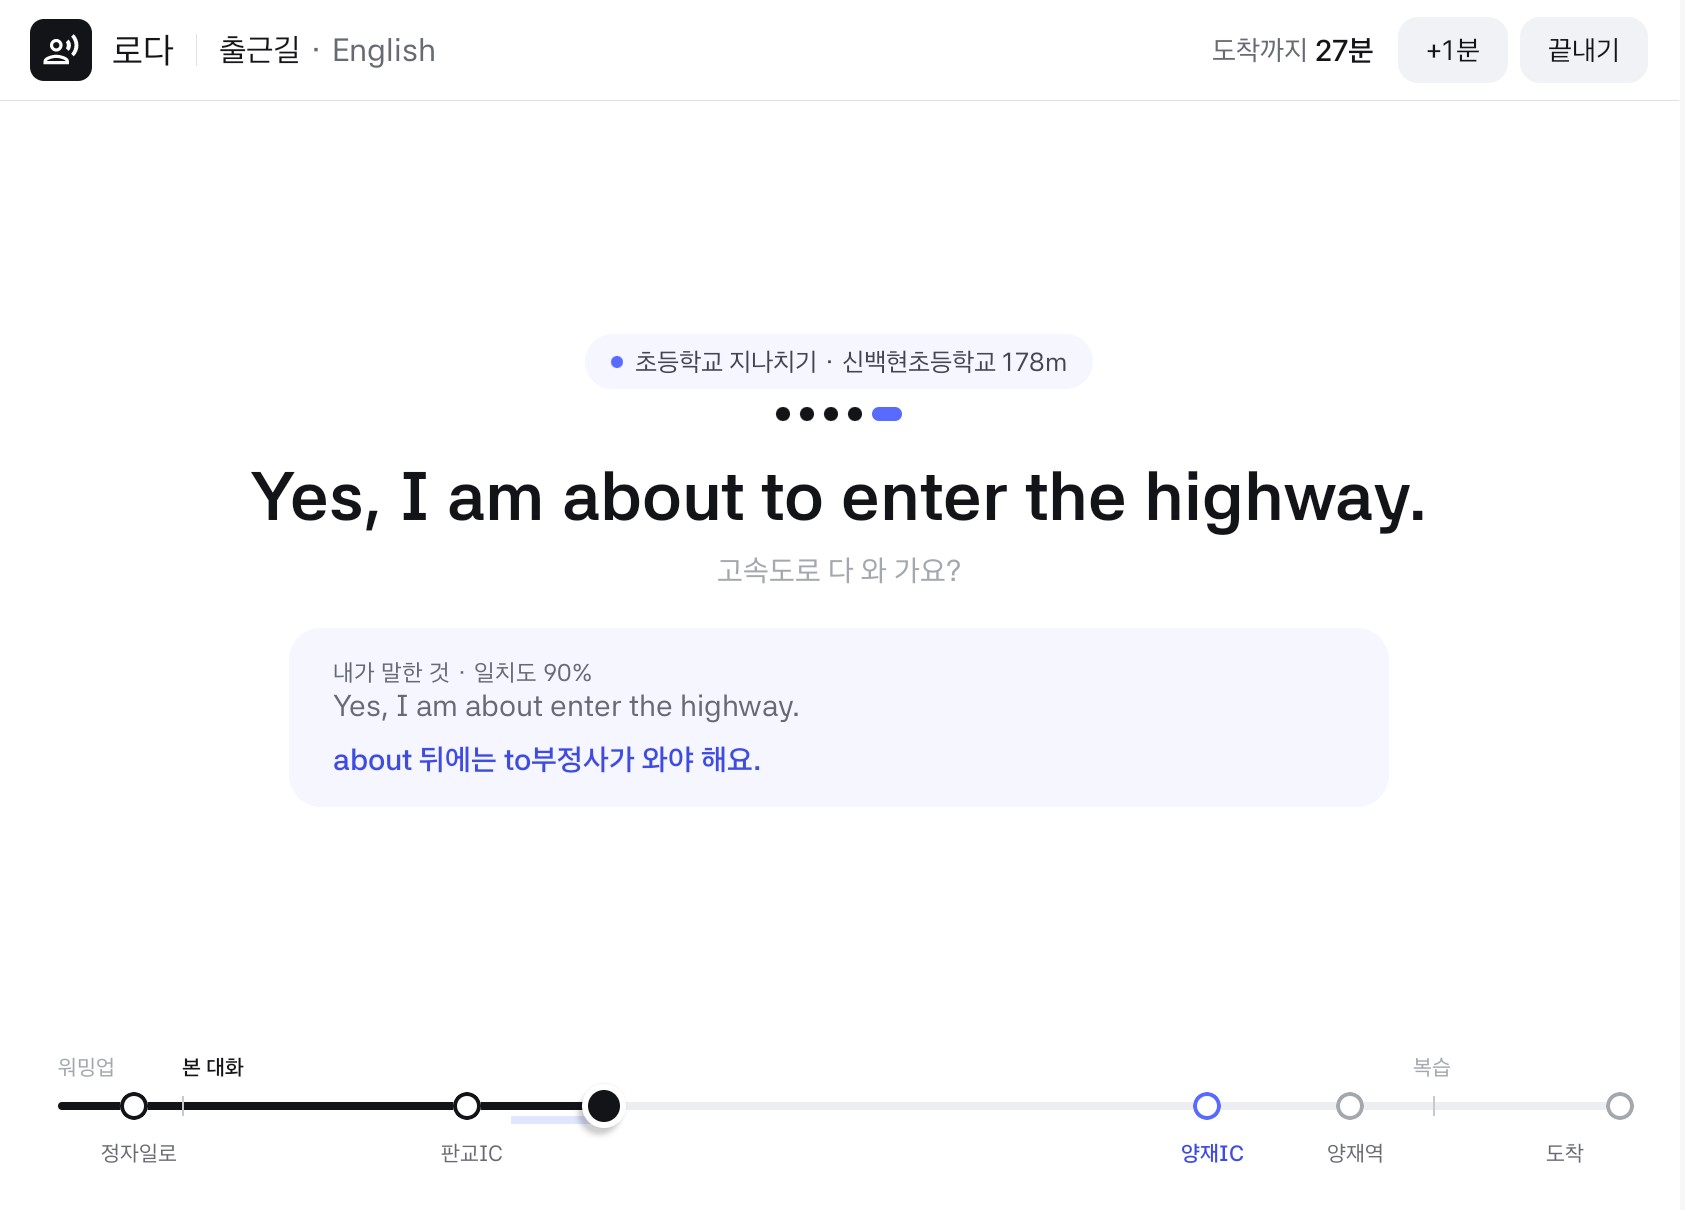 로다 출근길 · English 도착까지 27분 +1분 끝내기
초등학교 지나치기 · 신백현초등학교 178m
Yes, I am about to enter the highway.
고속도로 다 와 가요?
내가 말한 것 · 일치도 90%
Yes, I am about enter the highway.
about 뒤에는 to부정사가 와야 해요.
워밍업 본 대화 복습
정자일로 판교IC 양재IC 양재역 도착